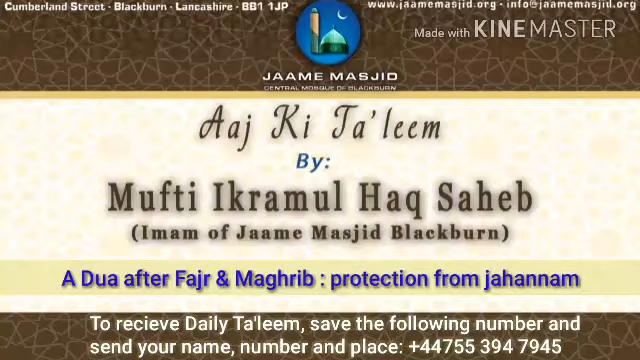 Cumberland Street · Blackburn · Lancashire · BB1 1JP
www.jaamemasjid.org · info@jaamemasjid.org
Made with KINEMASTER
JAAME MASJID
CENTRAL MOSQUE OF BLACKBURN
Aaj Ki Ta'leem
By:
Mufti Ikramul Haq Saheb
(Imam of Jaame Masjid Blackburn)
A Dua after Fajr & Maghrib : protection from jahannam
To recieve Daily Ta'leem, save the following number and
send your name, number and place: +44755 394 7945